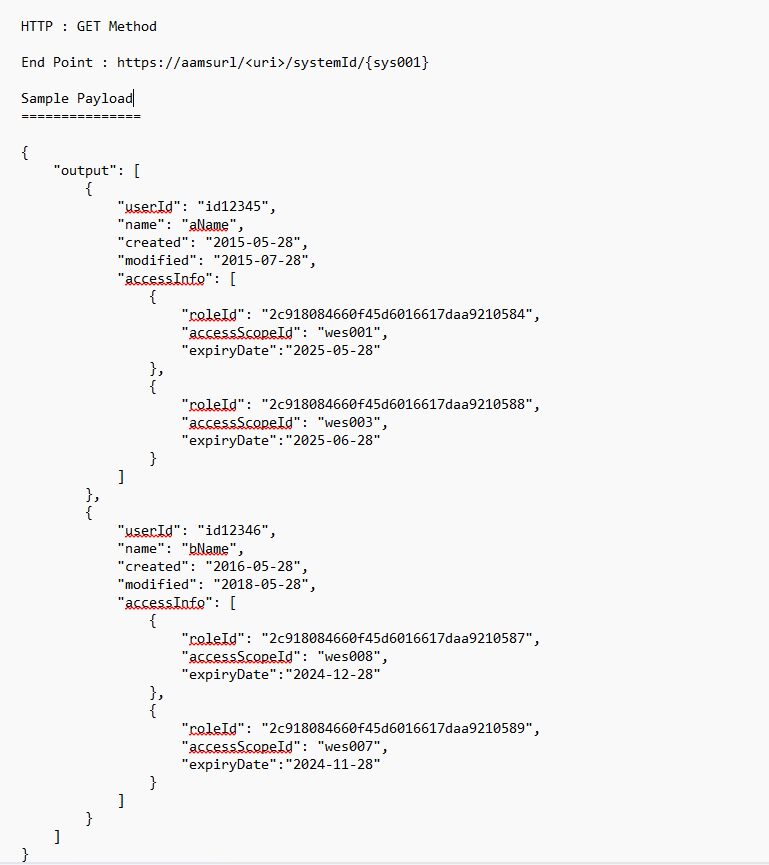 HTTP : GET Method
End Point : https://aamsurl/<uri>/systemId/{sys001}
Sample Payload
===============
{
    "output": [
        {
            "userId": "id12345",
            "name": "aName",
            "created": "2015-05-28",
            "modified": "2015-07-28",
            "accessInfo": [
                {
                    "roleId": "2c918084660f45d6016617daa9210584",
                    "accessScopeId": "wes001",
                    "expiryDate":"2025-05-28"
                },
                {
                    "roleId": "2c918084660f45d6016617daa9210588",
                    "accessScopeId": "wes003",
                    "expiryDate":"2025-06-28"
                }
            ]
        },
        {
            "userId": "id12346",
            "name": "bName",
            "created": "2016-05-28",
            "modified": "2018-05-28",
            "accessInfo": [
                {
                    "roleId": "2c918084660f45d6016617daa9210587",
                    "accessScopeId": "wes008",
                    "expiryDate":"2024-12-28"
                },
                {
                    "roleId": "2c918084660f45d6016617daa9210589",
                    "accessScopeId": "wes007",
                    "expiryDate":"2024-11-28"
                }
            ]
        }
    ]
}